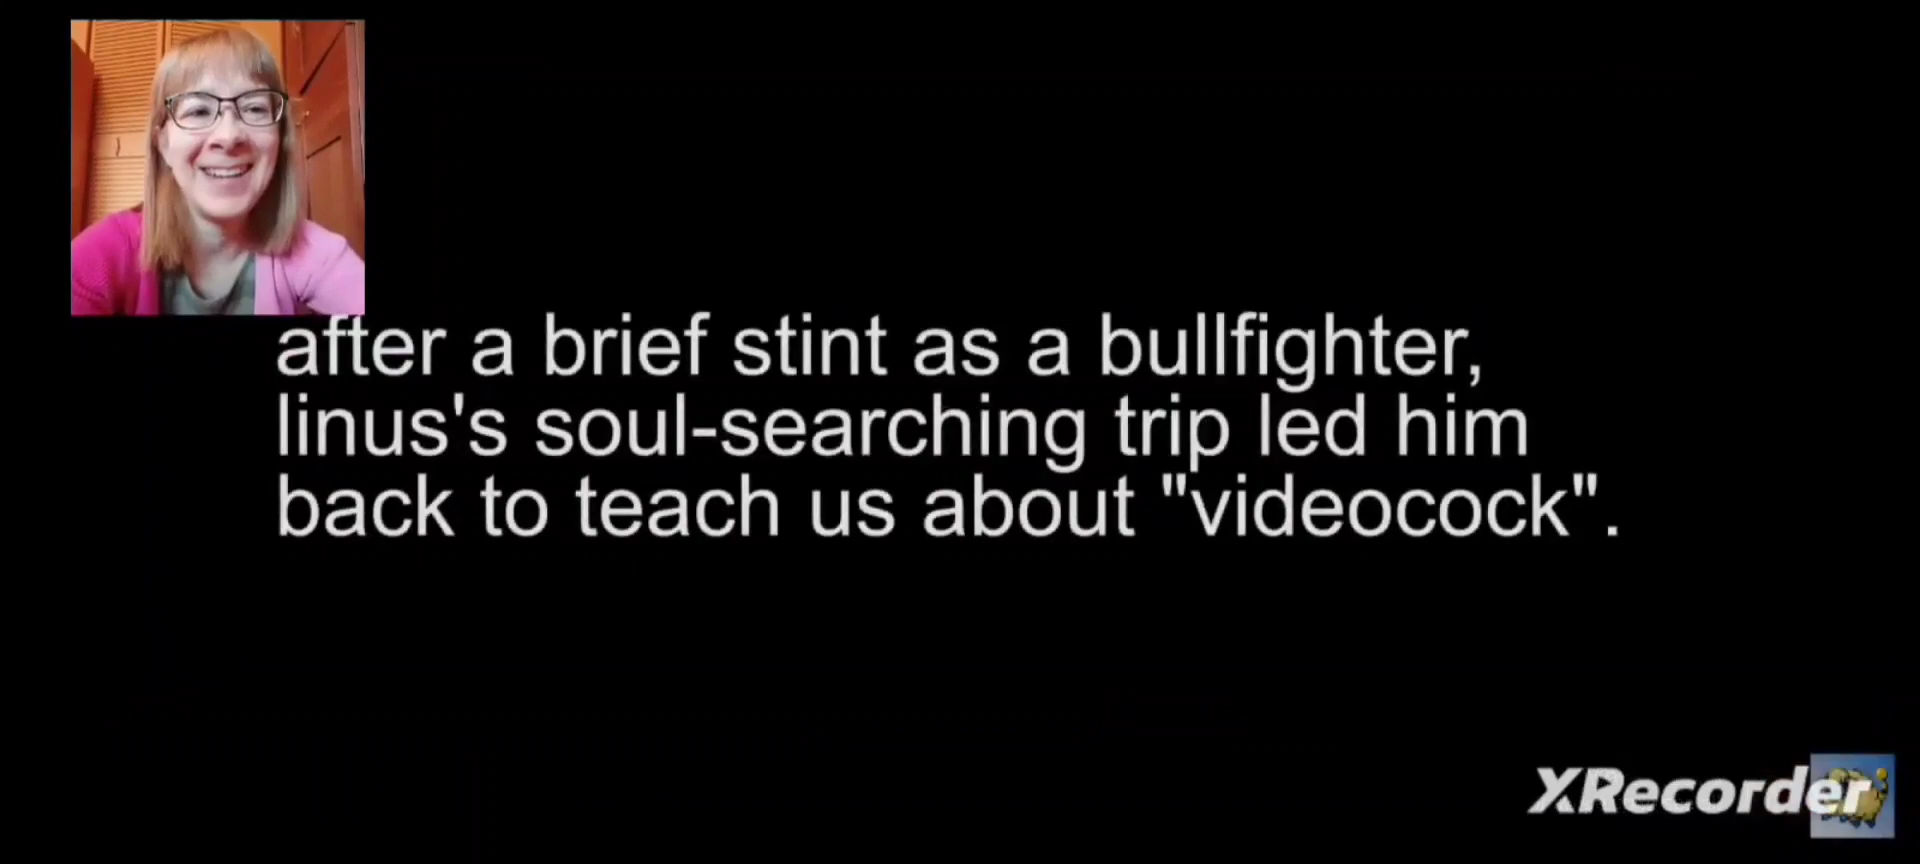 after a brief stint as a bullfighter,
linus's soul-searching trip led him
back to teach us about "videocock".
XRecorder